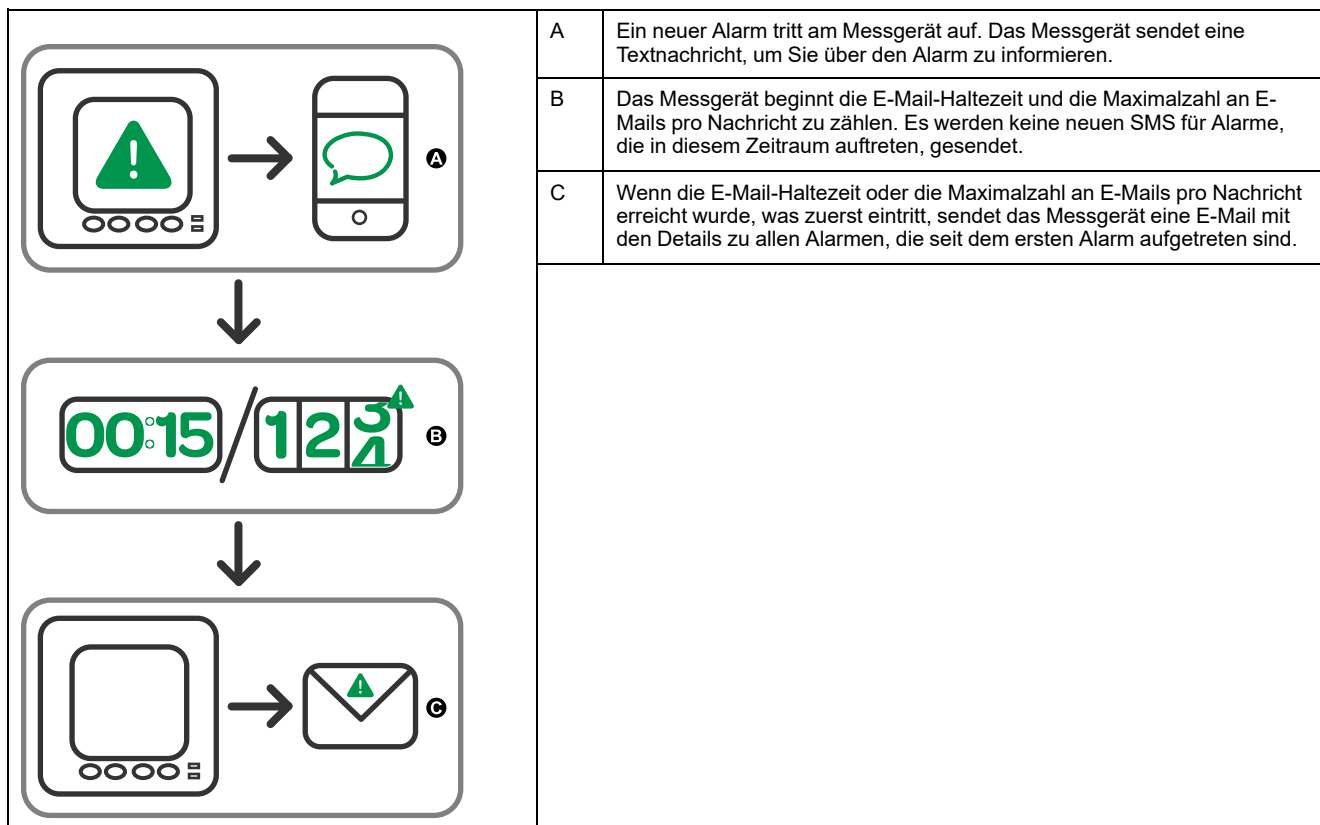 A
Ein neuer Alarm tritt am Messgerät auf. Das Messgerät sendet eine
Textnachricht, um Sie über den Alarm zu informieren.
B
Das Messgerät beginnt die E-Mail-Haltezeit und die Maximalzahl an E-
Mails pro Nachricht zu zählen. Es werden keine neuen SMS für Alarme,
die in diesem Zeitraum auftreten, gesendet.
C
Wenn die E-Mail-Haltezeit oder die Maximalzahl an E-Mails pro Nachricht
erreicht wurde, was zuerst eintritt, sendet das Messgerät eine E-Mail mit
den Details zu allen Alarmen, die seit dem ersten Alarm aufgetreten sind.
!
A
00:15/123 4 !
B
!
C